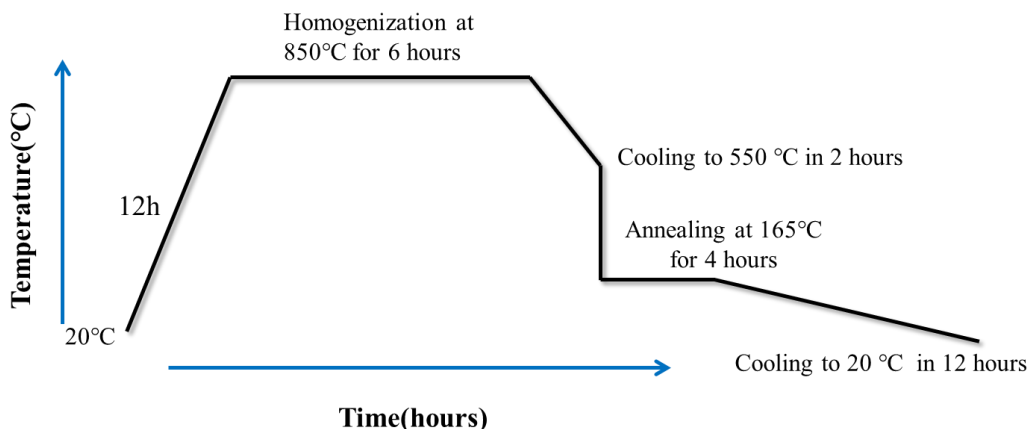 Homogenization at
850℃ for 6 hours
Temperature(℃)
12h
Cooling to 550 ℃ in 2 hours
Annealing at 165℃
for 4 hours
20℃
Cooling to 20 ℃ in 12 hours
Time(hours)